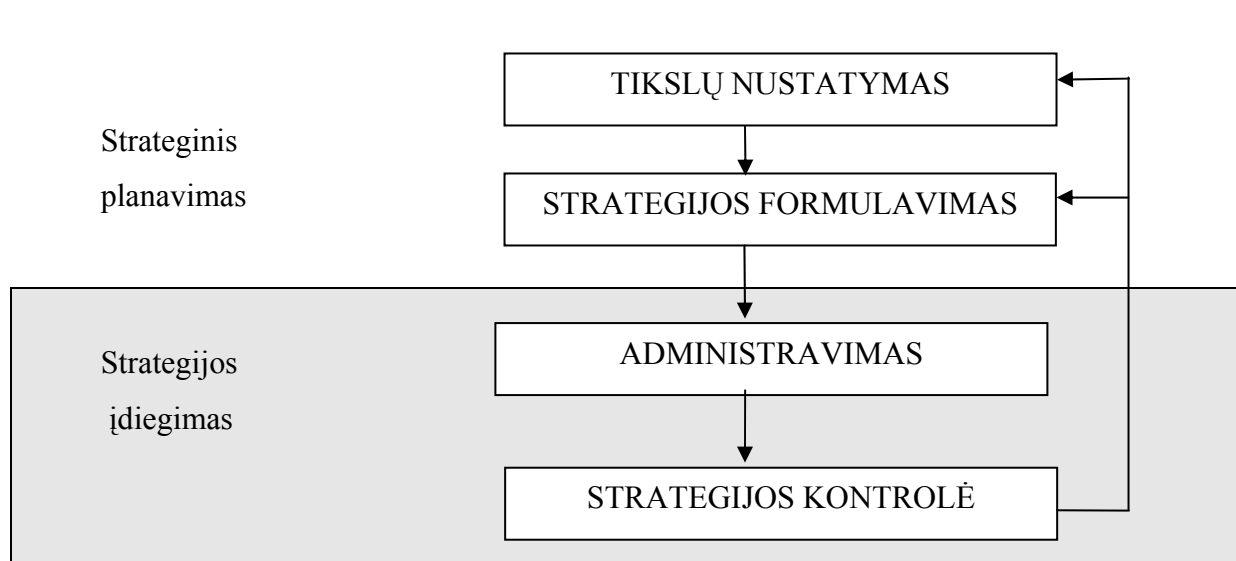 TIKSLŲ NUSTATYMAS
Strateginis
planavimas
STRATEGIJOS FORMULAVIMAS
ADMINISTRAVIMAS
Strategijos
įdiegimas
STRATEGIJOS KONTROLĖ